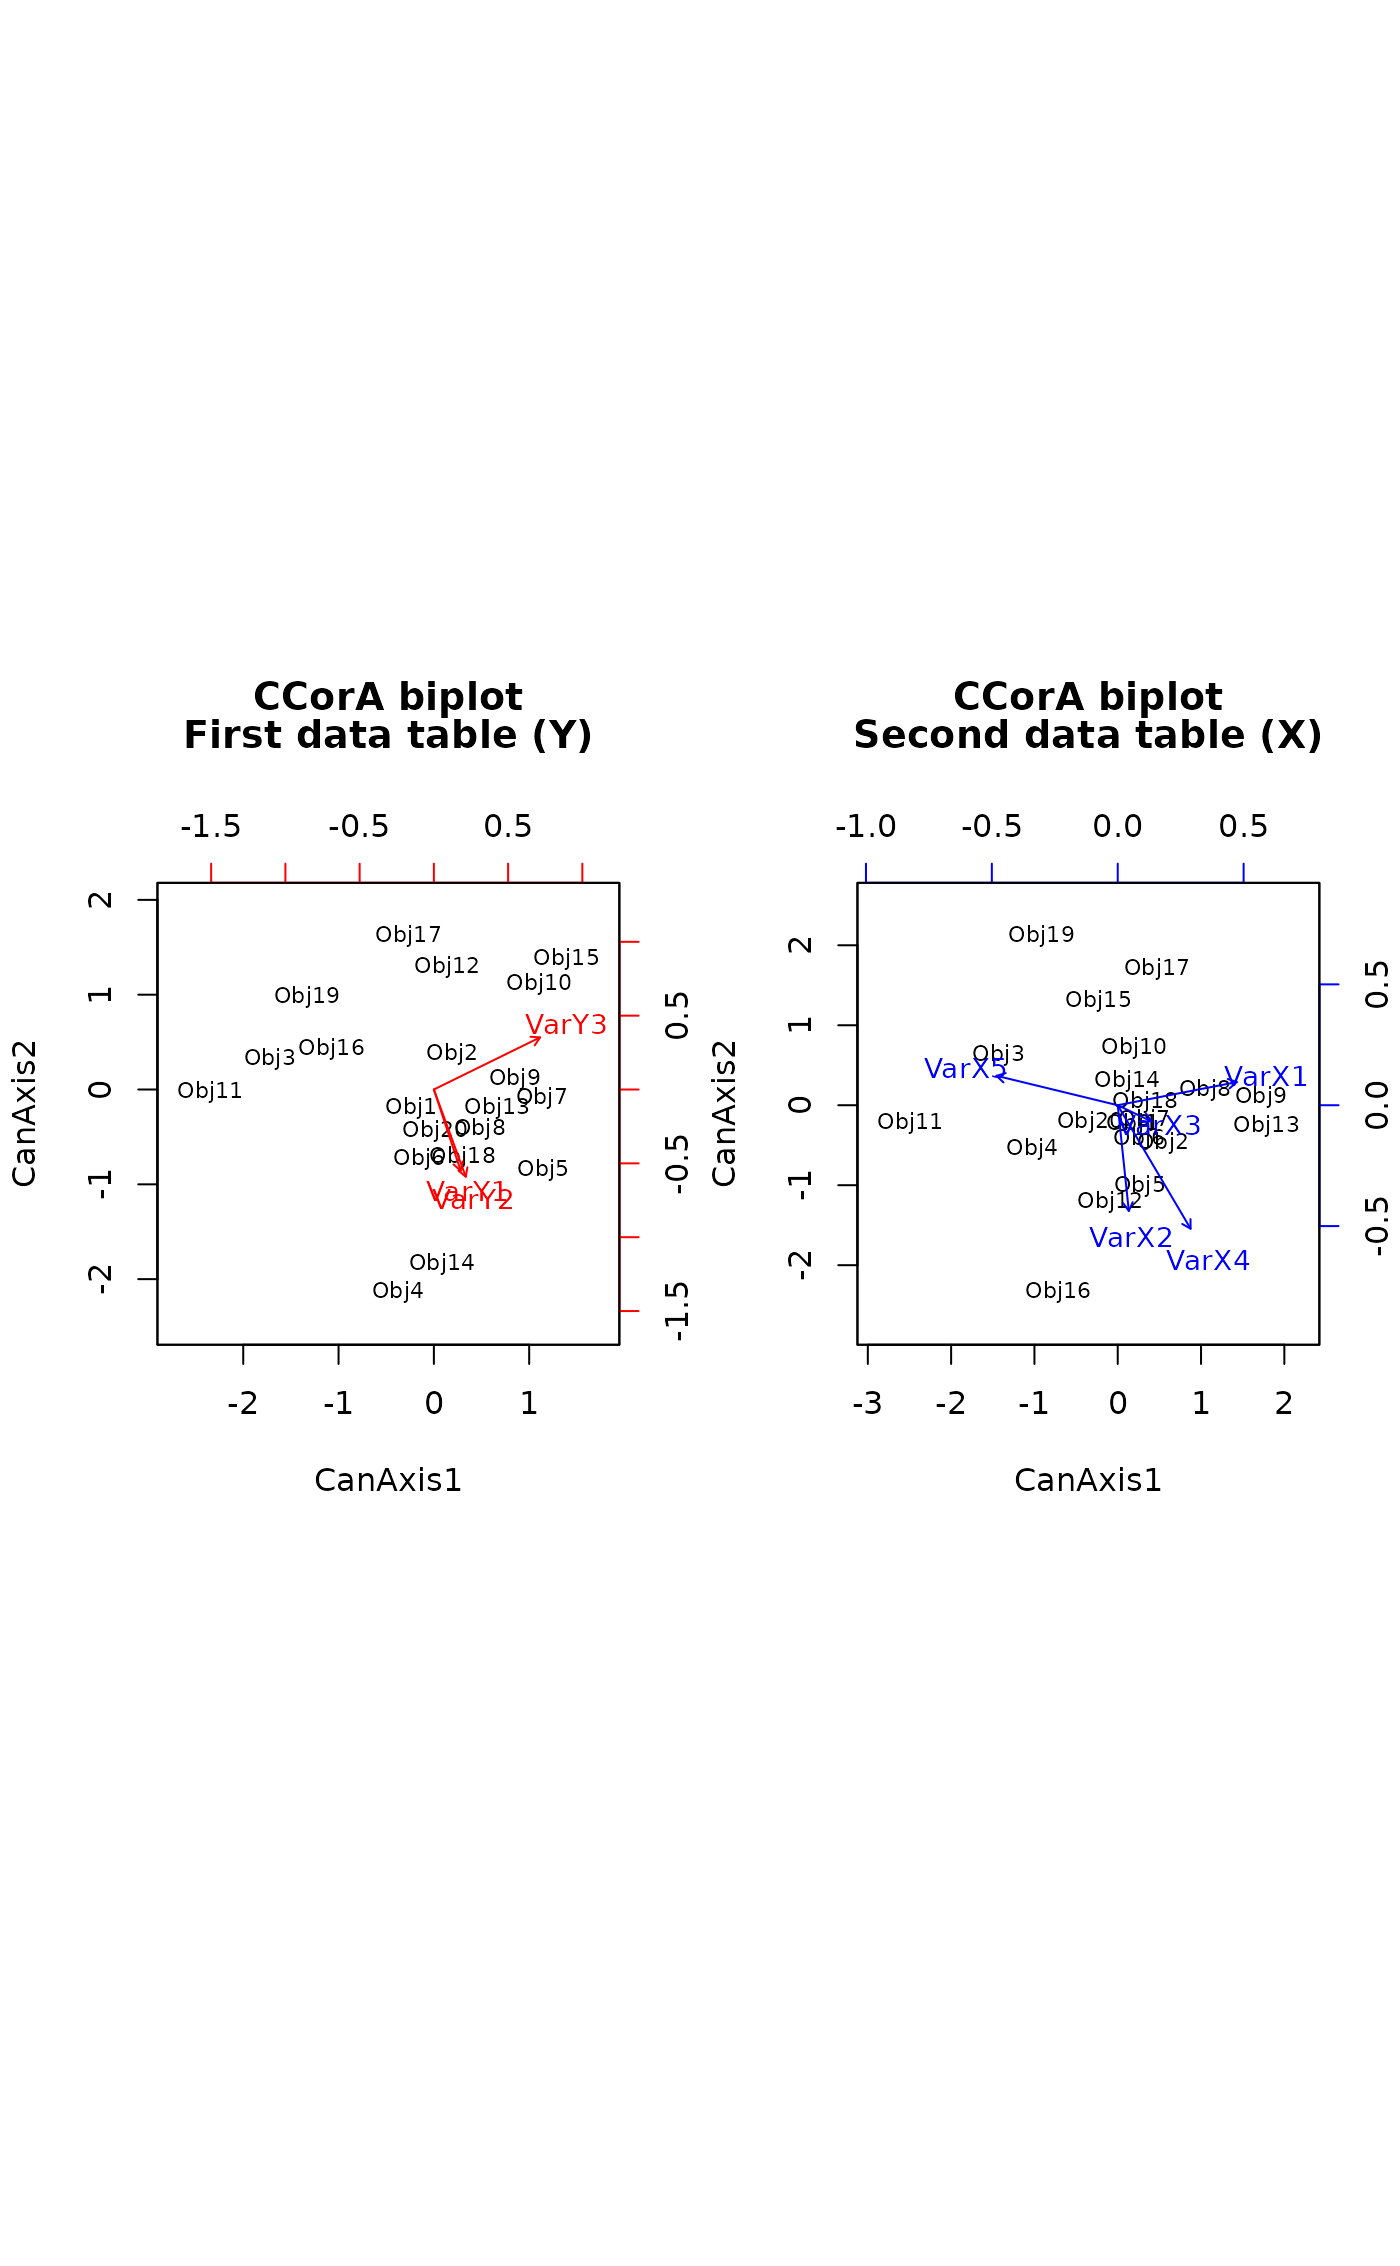 CCorA biplot
First data table (Y)
-1.5 -0.5 0.5
2
1
0
-1
-2
CanAxis2
Obj17
Obj12
Obj15
Obj10
Obj19
VarY3
Obj16
Obj3
Obj2
Obj9
Obj11
Obj7
Obj1
Obj13
Obj20
Obj8
Obj6
Obj18
Obj5
VarY1
VarY2
Obj14
Obj4
0.5
-0.5
-1.5
-2 -1 0 1
CanAxis1
CCorA biplot
Second data table (X)
-1.0 -0.5 0.0 0.5
2
1
0
-1
-2
CanAxis2
Obj19
Obj17
Obj15
Obj10
Obj3
VarX5
Obj14
VarX1
Obj8
Obj9
Obj18
Obj11
VarX3
Obj13
Obj6
Obj2
Obj4
Obj5
Obj12
VarX2
VarX4
Obj16
0.5
0.0
-0.5
-3 -2 -1 0 1 2
CanAxis1